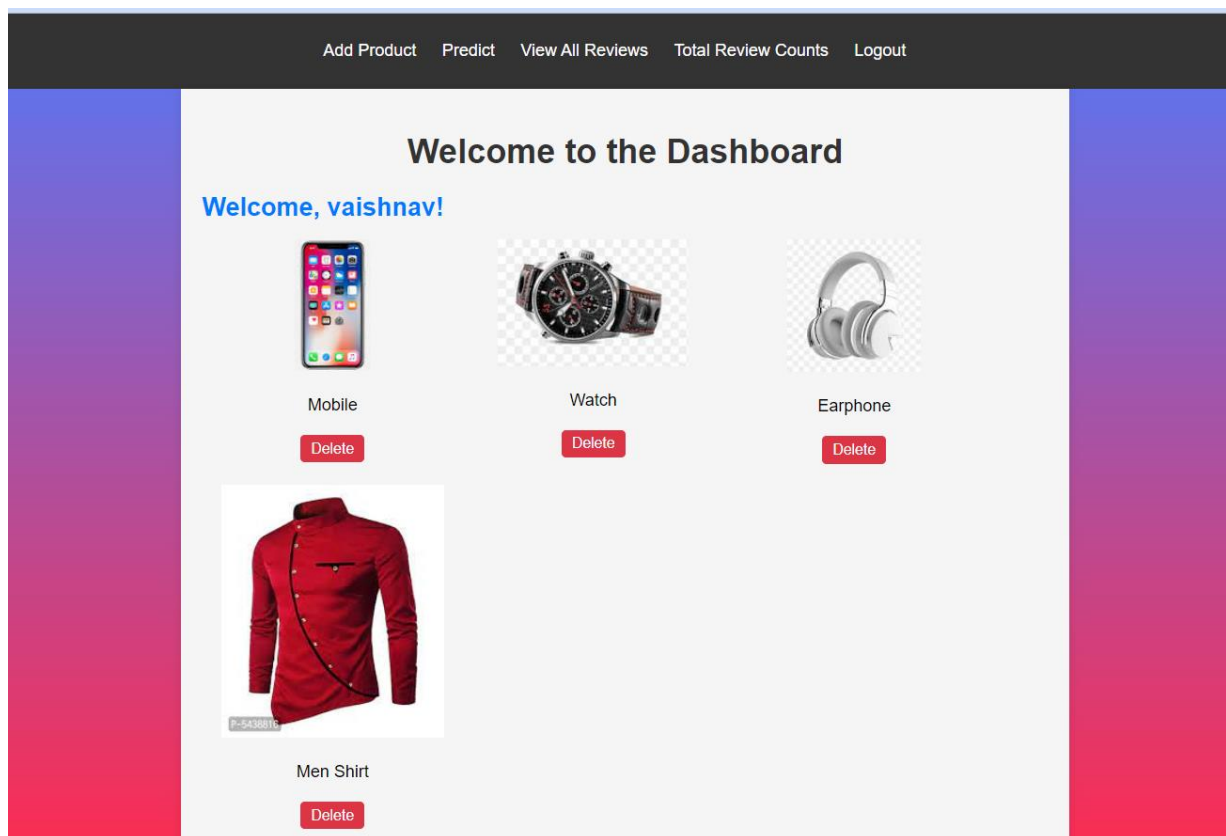 Add Product Predict View All Reviews Total Review Counts Logout
Welcome to the Dashboard
Welcome, vaishnav!
Mobile
Watch
Earphone
Delete
Delete
Delete
P-5438816
Men Shirt
Delete